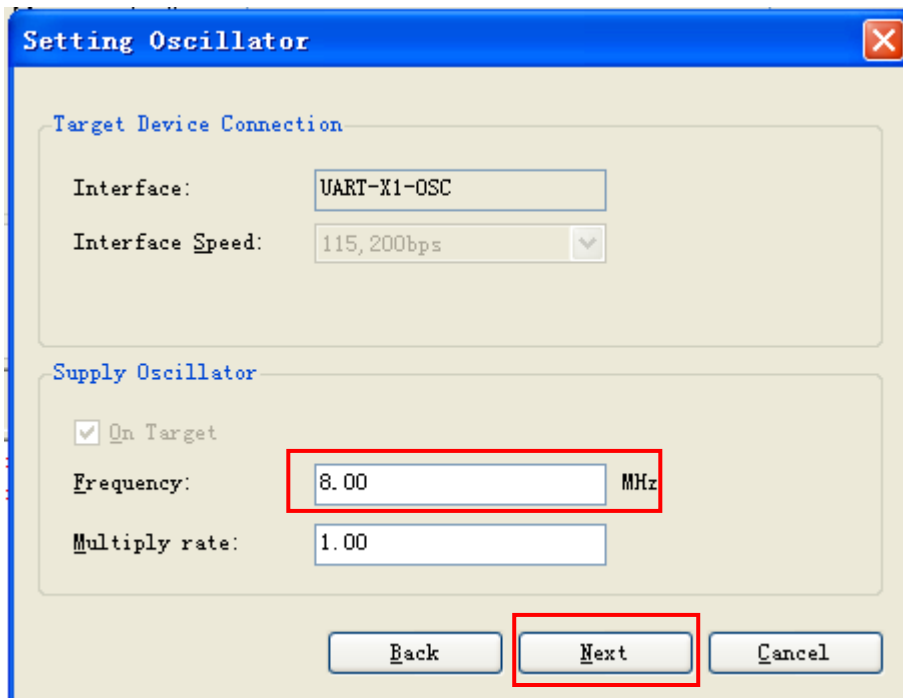 Setting Oscillator
Target Device Connection
Interface: UART-X1-OSC
Interface Speed: 115,200bps
Supply Oscillator
On Target
Frequency: 8.00 MHz
Multiply rate: 1.00
Back Next Cancel